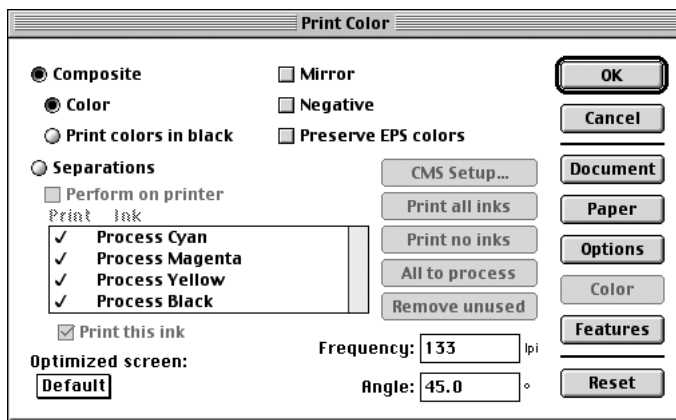 Print Color
Composite
Color
Print colors in black
Separations
Perform on printer
Print Ink
✓ Process Cyan
✓ Process Magenta
✓ Process Yellow
✓ Process Black
Print this ink
Optimized screen:
Default
Mirror
Negative
Preserve EPS colors
CMS Setup...
Print all inks
Print no inks
All to process
Remove unused
Frequency: 133 lpi
Angle: 45.0 °
OK
Cancel
Document
Paper
Options
Color
Features
Reset